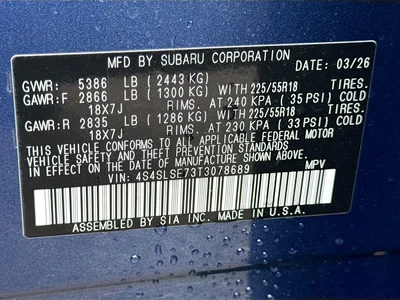 MFD BY SUBARU CORPORATION DATE: 03/26
GVWR: 5386 LB (2443 KG)
GAWR:F 2866 LB (1300 KG) WITH 225/55R18 TIRES.
18X7J RIMS. AT 240 KPA (35 PSI) COLD
GAWR:R 2835 LB (1286 KG) WITH 225/55R18 TIRES.
18X7J RIMS. AT 230 KPA (33 PSI) COLD
THIS VEHICLE CONFORMS TO ALL APPLICABLE FEDERAL MOTOR
VEHICLE SAFETY, BUMPER, AND THEFT PREVENTION STANDARDS
IN EFFECT ON THE DATE OF MANUFACTURE SHOWN ABOVE.
VIN: 4S4SLSE73T3078689 MPV
ASSEMBLED BY SIA INC. MADE IN U.S.A.